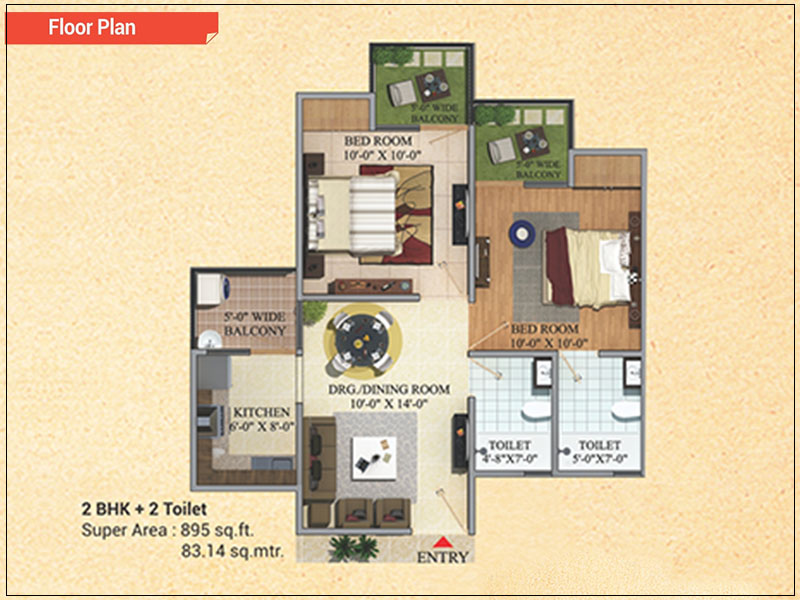 Floor Plan
5'-0" WIDE
BALCONY
BED ROOM
10'-0" X 10'-0"
5'-0" WIDE
BALCONY
5'-0" WIDE
BALCONY
BED ROOM
10'-0" X 10'-0"
DRG./DINING ROOM
10'-0" X 14'-0"
KITCHEN
6'-0" X 8'-0"
TOILET
4'-8"X7'-0"
TOILET
5'-0"X7'-0"
2 BHK + 2 Toilet
Super Area : 895 sq.ft.
83.14 sq.mtr.
ENTRY